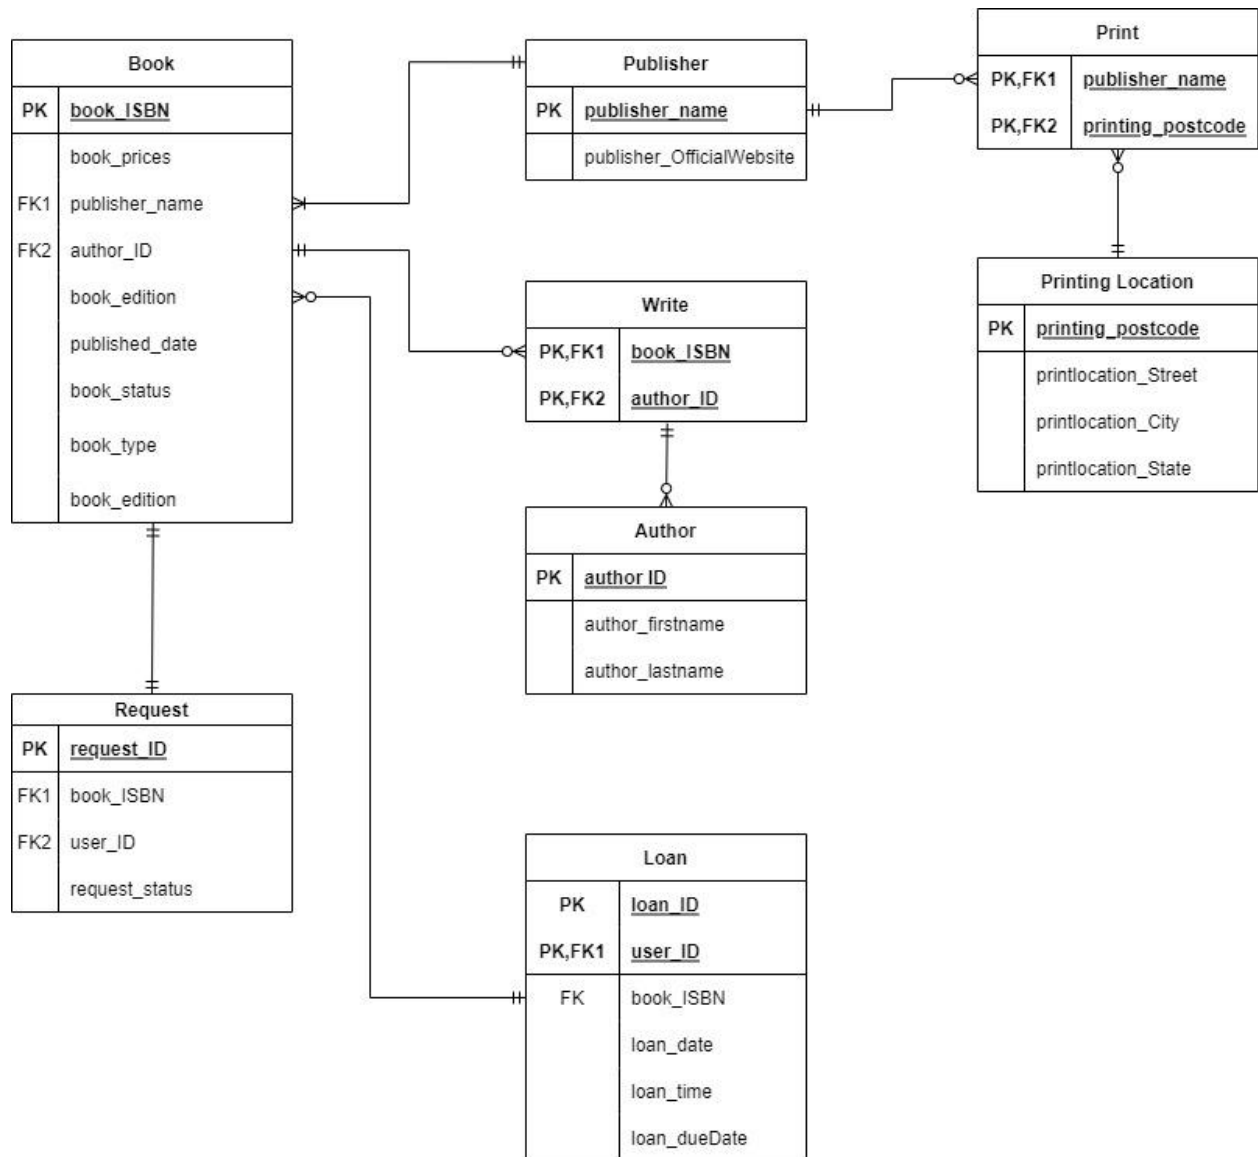 Book
PK book_ISBN
book_prices
FK1 publisher_name
FK2 author_ID
book_edition
published_date
book_status
book_type
book_edition
Publisher
PK publisher_name
publisher_OfficialWebsite
Print
PK,FK1 publisher_name
PK,FK2 printing_postcode
Write
PK,FK1 book_ISBN
PK,FK2 author_ID
Printing Location
PK printing_postcode
printlocation_Street
printlocation_City
printlocation_State
Author
PK author ID
author_firstname
author_lastname
Request
PK request_ID
FK1 book_ISBN
FK2 user_ID
request_status
Loan
PK loan_ID
PK,FK1 user_ID
FK book_ISBN
loan_date
loan_time
loan_dueDate